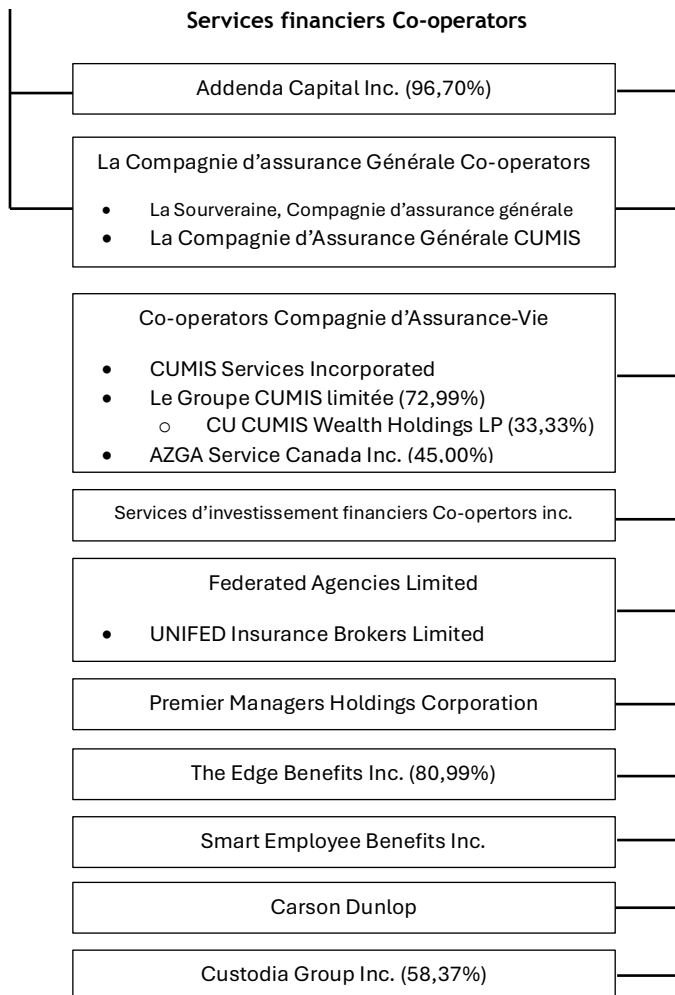 Services financiers Co-operators
Addenda Capital Inc. (96,70%)
La Compagnie d’assurance Générale Co-operators
• La Sourveraine, Compagnie d’assurance générale
• La Compagnie d’Assurance Générale CUMIS
Co-operators Compagnie d’Assurance-Vie
• CUMIS Services Incorporated
• Le Groupe CUMIS limitée (72,99%)
o CU CUMIS Wealth Holdings LP (33,33%)
• AZGA Service Canada Inc. (45,00%)
Services d’investissement financiers Co-opertors inc.
Federated Agencies Limited
• UNIFED Insurance Brokers Limited
Premier Managers Holdings Corporation
The Edge Benefits Inc. (80,99%)
Smart Employee Benefits Inc.
Carson Dunlop
Custodia Group Inc. (58,37%)